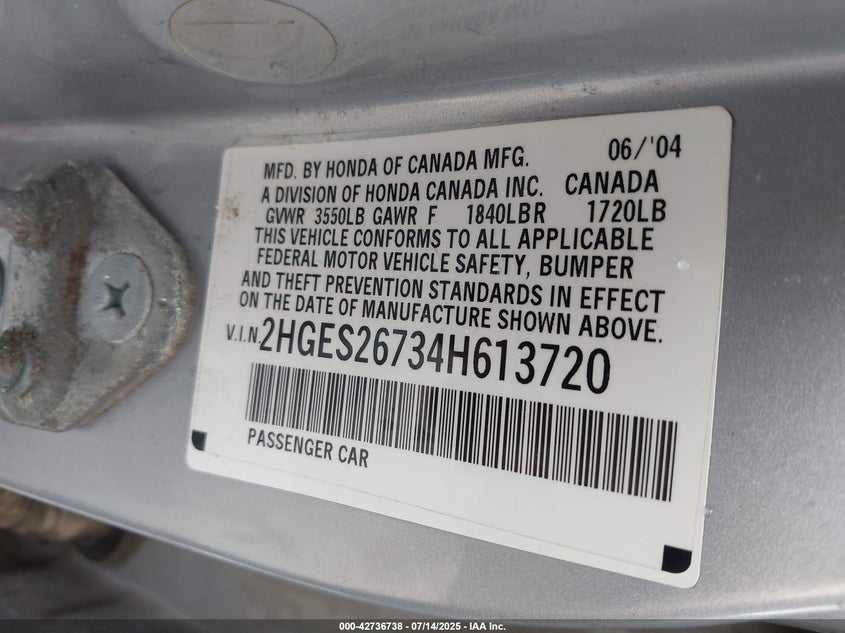 MFD. BY HONDA OF CANADA MFG. 06/'04
A DIVISION OF HONDA CANADA INC. CANADA
GVWR 3550LB GAWR F 1840LB R 1720LB
THIS VEHICLE CONFORMS TO ALL APPLICABLE
FEDERAL MOTOR VEHICLE SAFETY, BUMPER
AND THEFT PREVENTION STANDARDS IN EFFECT
ON THE DATE OF MANUFACTURE SHOWN ABOVE.
V.I.N. 2HGES26734H613720
PASSENGER CAR
000-42736738 - 07/14/2025 - IAA Inc.